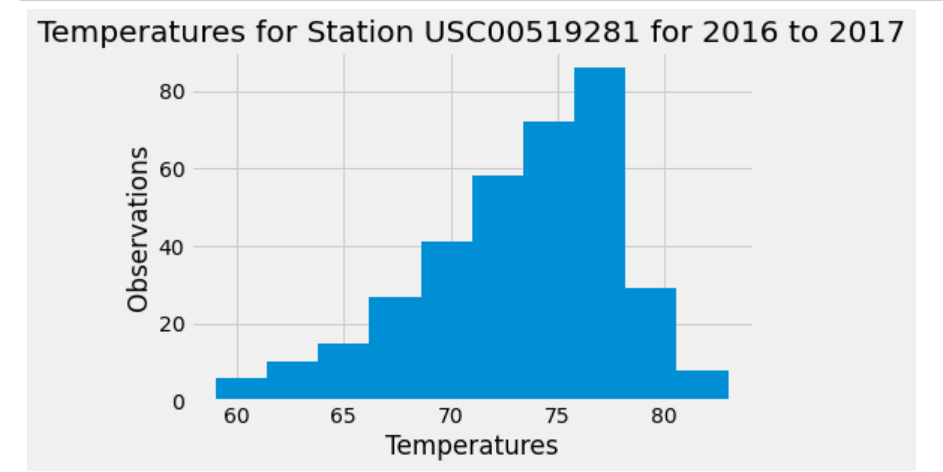 Temperatures for Station USC00519281 for 2016 to 2017
80
60
40
20
0
Observations
60 65 70 75 80
Temperatures